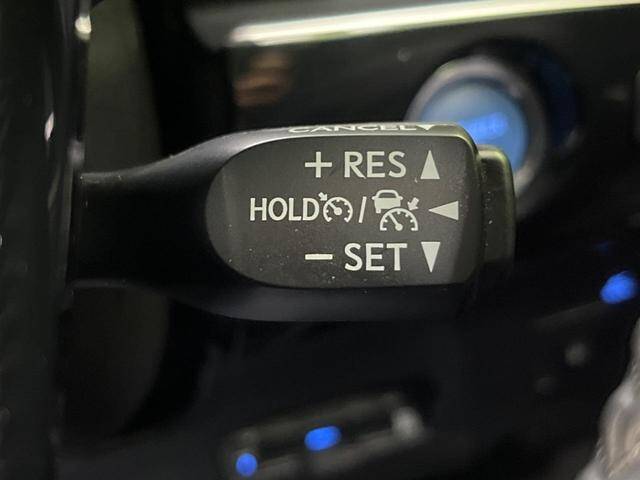 CANCEL▼
+ RES ▲
HOLD / ◀
− SET ▼